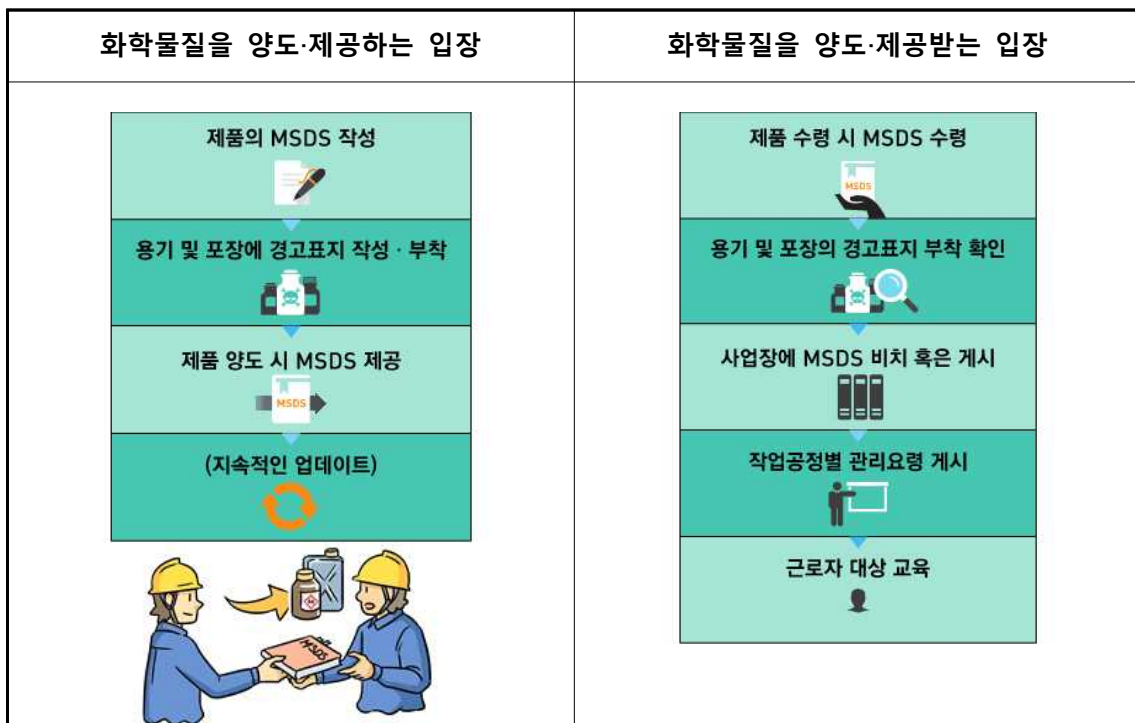 화학물질을 양도·제공하는 입장
제품의 MSDS 작성
용기 및 포장에 경고표지 작성 · 부착
제품 양도 시 MSDS 제공
MSDS
(지속적인 업데이트)
MSDS
화학물질을 양도·제공받는 입장
제품 수령 시 MSDS 수령
MSDS
용기 및 포장의 경고표지 부착 확인
사업장에 MSDS 비치 혹은 게시
작업공정별 관리요령 게시
근로자 대상 교육